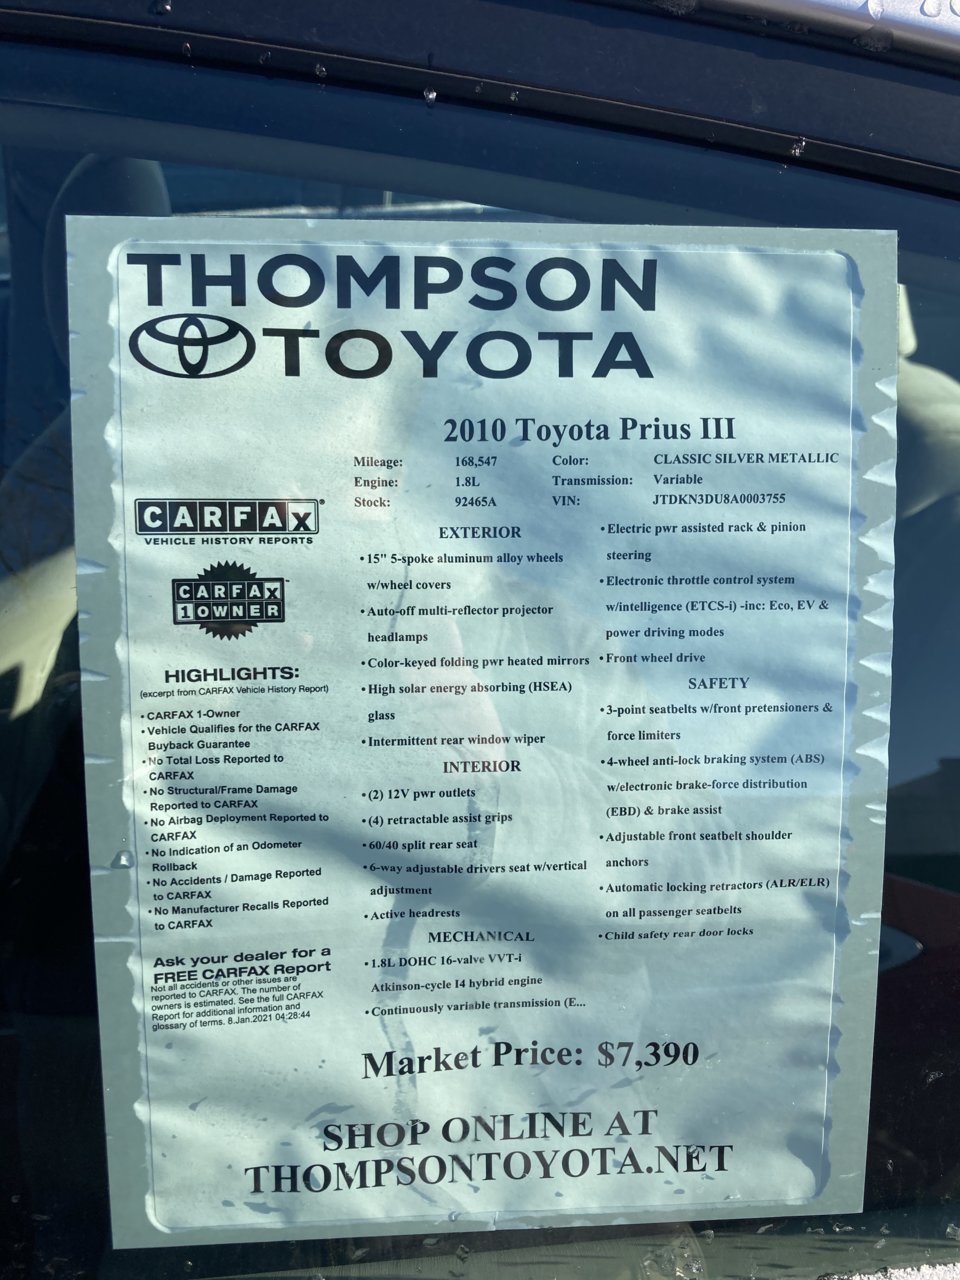 THOMPSON
TOYOTA
2010 Toyota Prius III
Mileage: 168,547 Color: CLASSIC SILVER METALLIC
Engine: 1.8L Transmission: Variable
Stock: 92465A VIN: JTDKN3DU8A0003755
CARFAX®
VEHICLE HISTORY REPORTS
CARFAX
1 OWNER
HIGHLIGHTS:
(excerpt from CARFAX Vehicle History Report)
• CARFAX 1-Owner
• Vehicle Qualifies for the CARFAX
Buyback Guarantee
• No Total Loss Reported to
CARFAX
• No Structural/Frame Damage
Reported to CARFAX
• No Airbag Deployment Reported to
CARFAX
• No Indication of an Odometer
Rollback
• No Accidents / Damage Reported
to CARFAX
• No Manufacturer Recalls Reported
to CARFAX
Ask your dealer for a
FREE CARFAX Report
Not all accidents or other issues are
reported to CARFAX. The number of
owners is estimated. See the full CARFAX
Report for additional information and
glossary of terms. 8.Jan.2021 04:28:44
EXTERIOR
• 15" 5-spoke aluminum alloy wheels
w/wheel covers
• Auto-off multi-reflector projector
headlamps
• Color-keyed folding pwr heated mirrors
• High solar energy absorbing (HSEA)
glass
• Intermittent rear window wiper
INTERIOR
• (2) 12V pwr outlets
• (4) retractable assist grips
• 60/40 split rear seat
• 6-way adjustable drivers seat w/vertical
adjustment
• Active headrests
MECHANICAL
• 1.8L DOHC 16-valve VVT-i
Atkinson-cycle I4 hybrid engine
• Continuously variable transmission (E...
• Electric pwr assisted rack & pinion
steering
• Electronic throttle control system
w/intelligence (ETCS-i) -inc: Eco, EV &
power driving modes
• Front wheel drive
SAFETY
• 3-point seatbelts w/front pretensioners &
force limiters
• 4-wheel anti-lock braking system (ABS)
w/electronic brake-force distribution
(EBD) & brake assist
• Adjustable front seatbelt shoulder
anchors
• Automatic locking retractors (ALR/ELR)
on all passenger seatbelts
• Child safety rear door locks
Market Price: $7,390
SHOP ONLINE AT
THOMPSONTOYOTA.NET